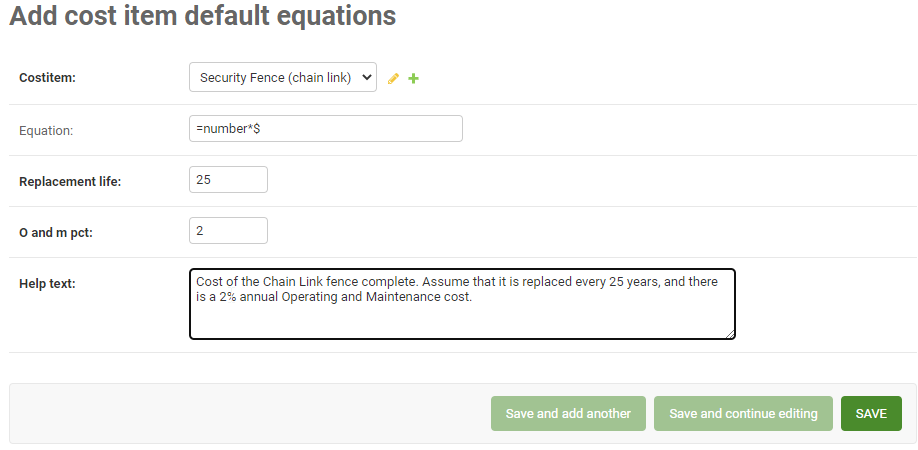 Add cost item default equations
Costitem:
Security Fence (chain link)
Equation:
=number*$
Replacement life:
25
O and m pct:
2
Help text:
Cost of the Chain Link fence complete. Assume that it is replaced every 25 years, and there
is a 2% annual Operating and Maintenance cost.
Save and add another
Save and continue editing
SAVE